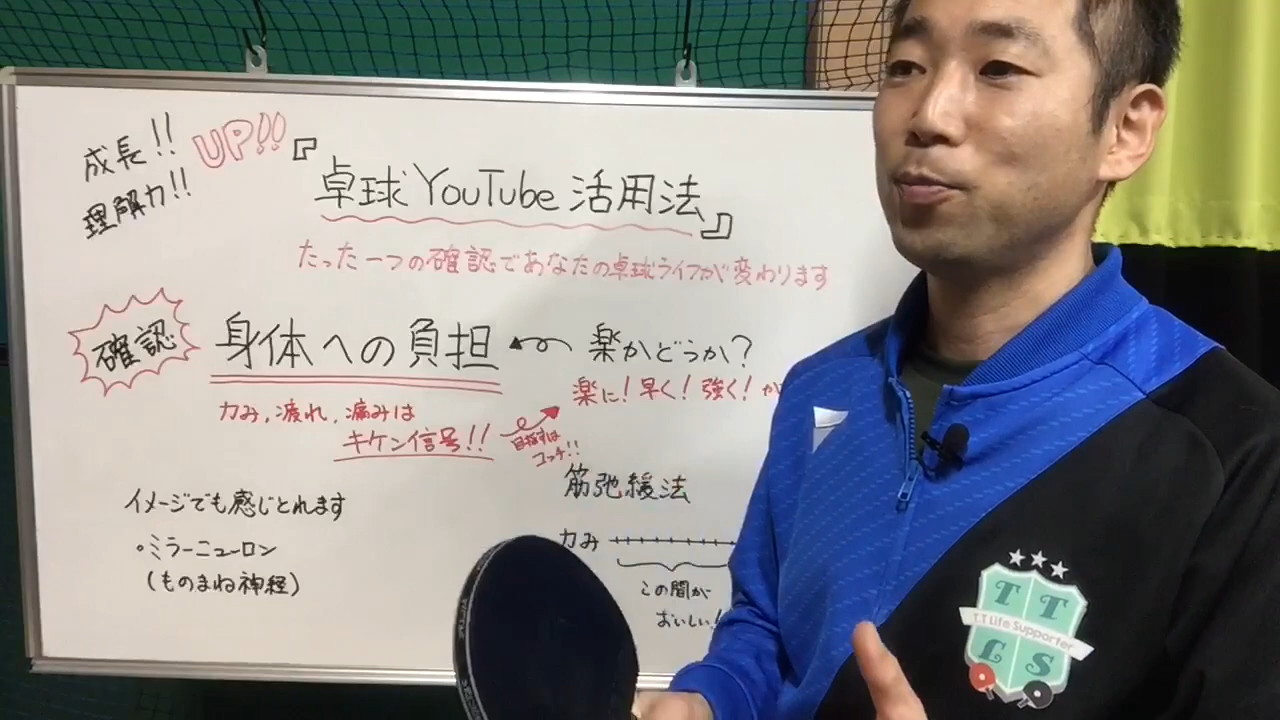 成長!! UP!!
理解力!!
『卓球YouTube活用法』
たった一つの確認であなたの卓球ライフが変わります
確認
身体への負担
楽かどうか?
楽に!早く!強く!か
力み,疲れ,痛みは
キケン信号!!
目指すは
コッチ!!
筋弛緩法
イメージでも感じとれます
・ミラーニューロン
(ものまね神経)
力み
この間が
おいしい!
T T
T.T Life Supporter
L S